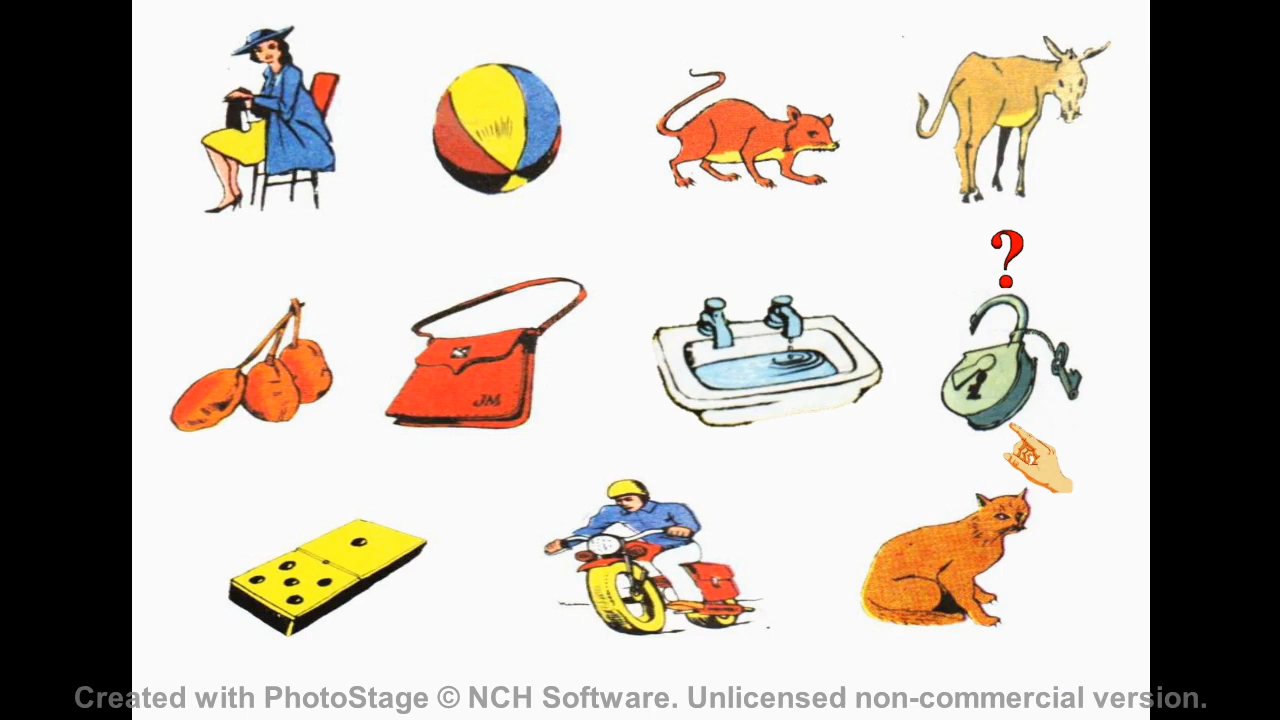 ?
JM
Created with PhotoStage © NCH Software. Unlicensed non-commercial version.